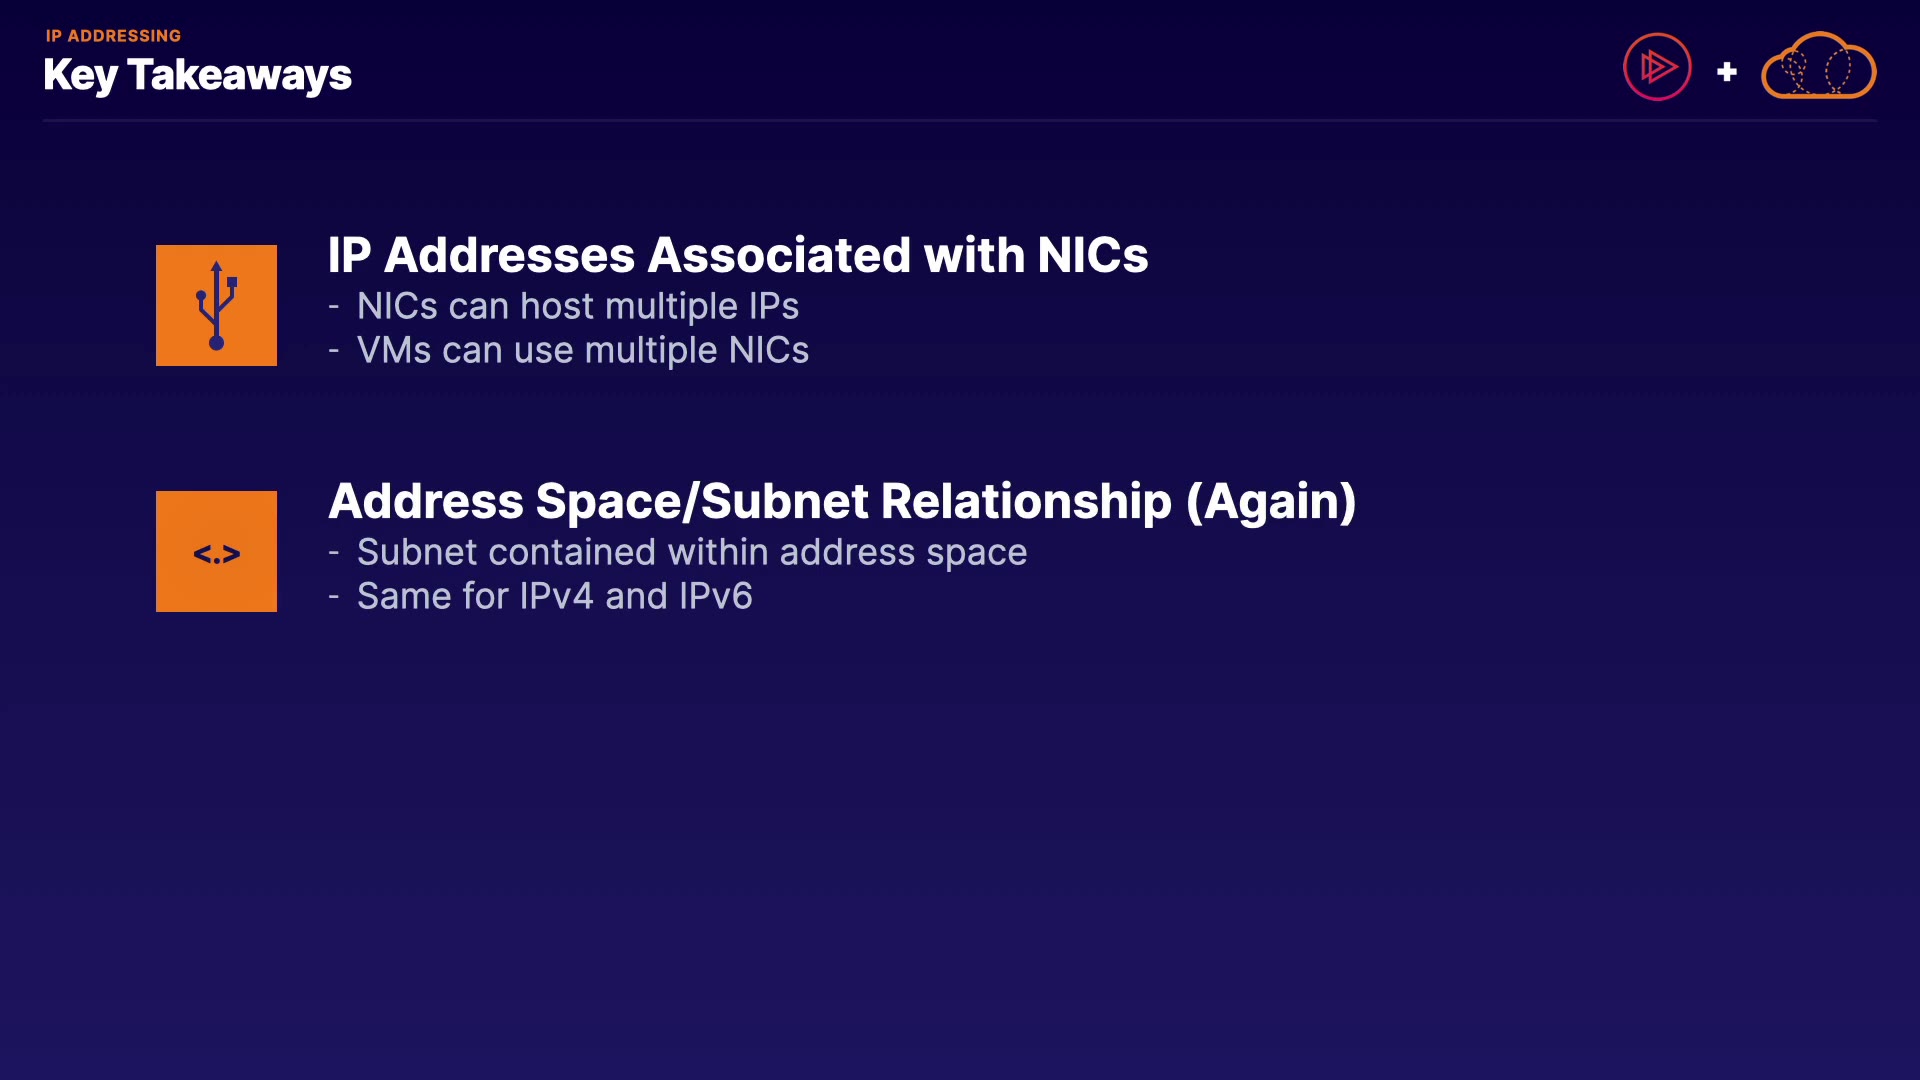 IP ADDRESSING
Key Takeaways
+
IP Addresses Associated with NICs
- NICs can host multiple IPs
- VMs can use multiple NICs
<.>
Address Space/Subnet Relationship (Again)
- Subnet contained within address space
- Same for IPv4 and IPv6